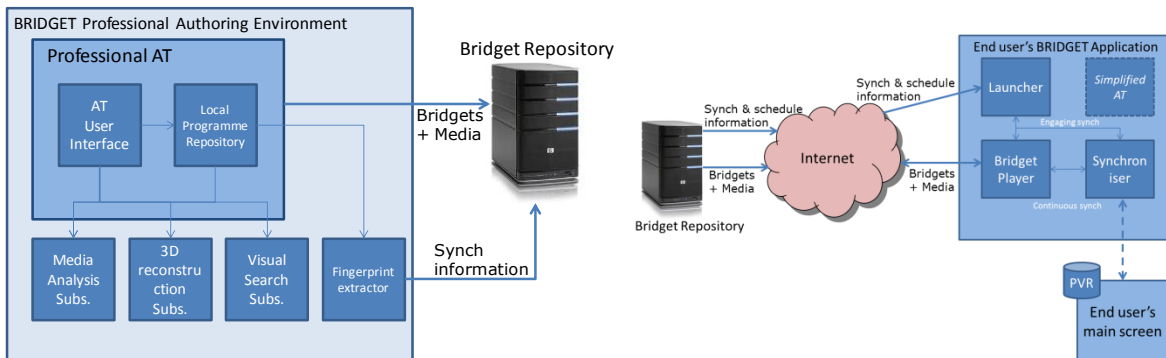 BRIDGET Professional Authoring Environment
Professional AT
AT
User
Interface
Local
Programme
Repository
Media
Analysis
Subs.
3D
reconstru
ction
Subs.
Visual
Search
Subs.
Fingerprint
extractor
Bridget Repository
Bridgets
+ Media
Synch
information
Synch & schedule
information
Bridgets
+ Media
Bridget Repository
Internet
Synch & schedule
information
Bridgets
+ Media
End user's BRIDGET Application
Launcher
Simplified
AT
Engaging synch
Bridget
Player
Synchron
iser
Continuous synch
PVR
End user's
main screen